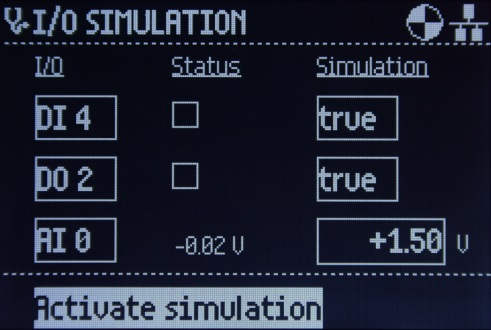 I/O SIMULATION
I/O Status Simulation
DI 4 true
DO 2 true
AI 0 -0.02 V +1.50 V
Activate simulation